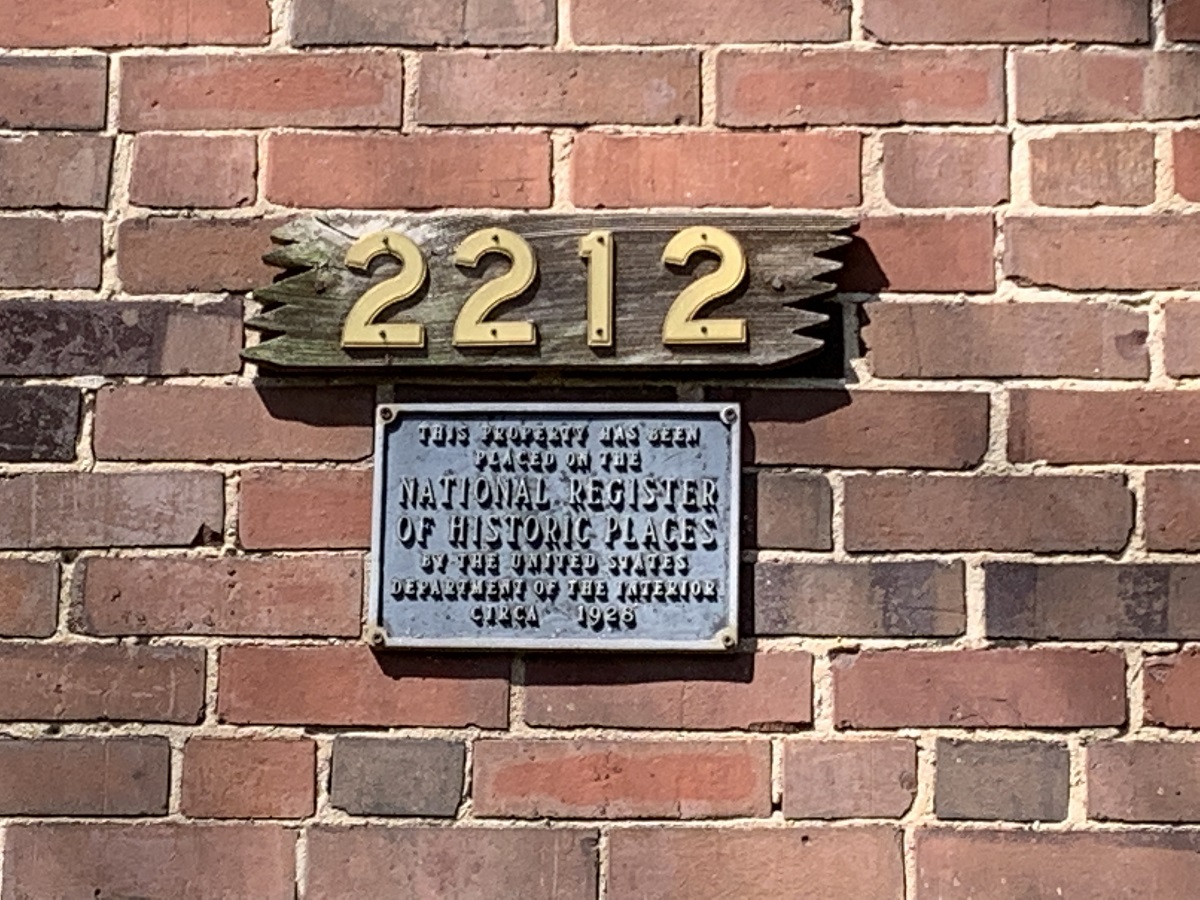 2212
THIS PROPERTY HAS BEEN
PLACED ON THE
NATIONAL REGISTER
OF HISTORIC PLACES
BY THE UNITED STATES
DEPARTMENT OF THE INTERIOR
CIRCA 1928